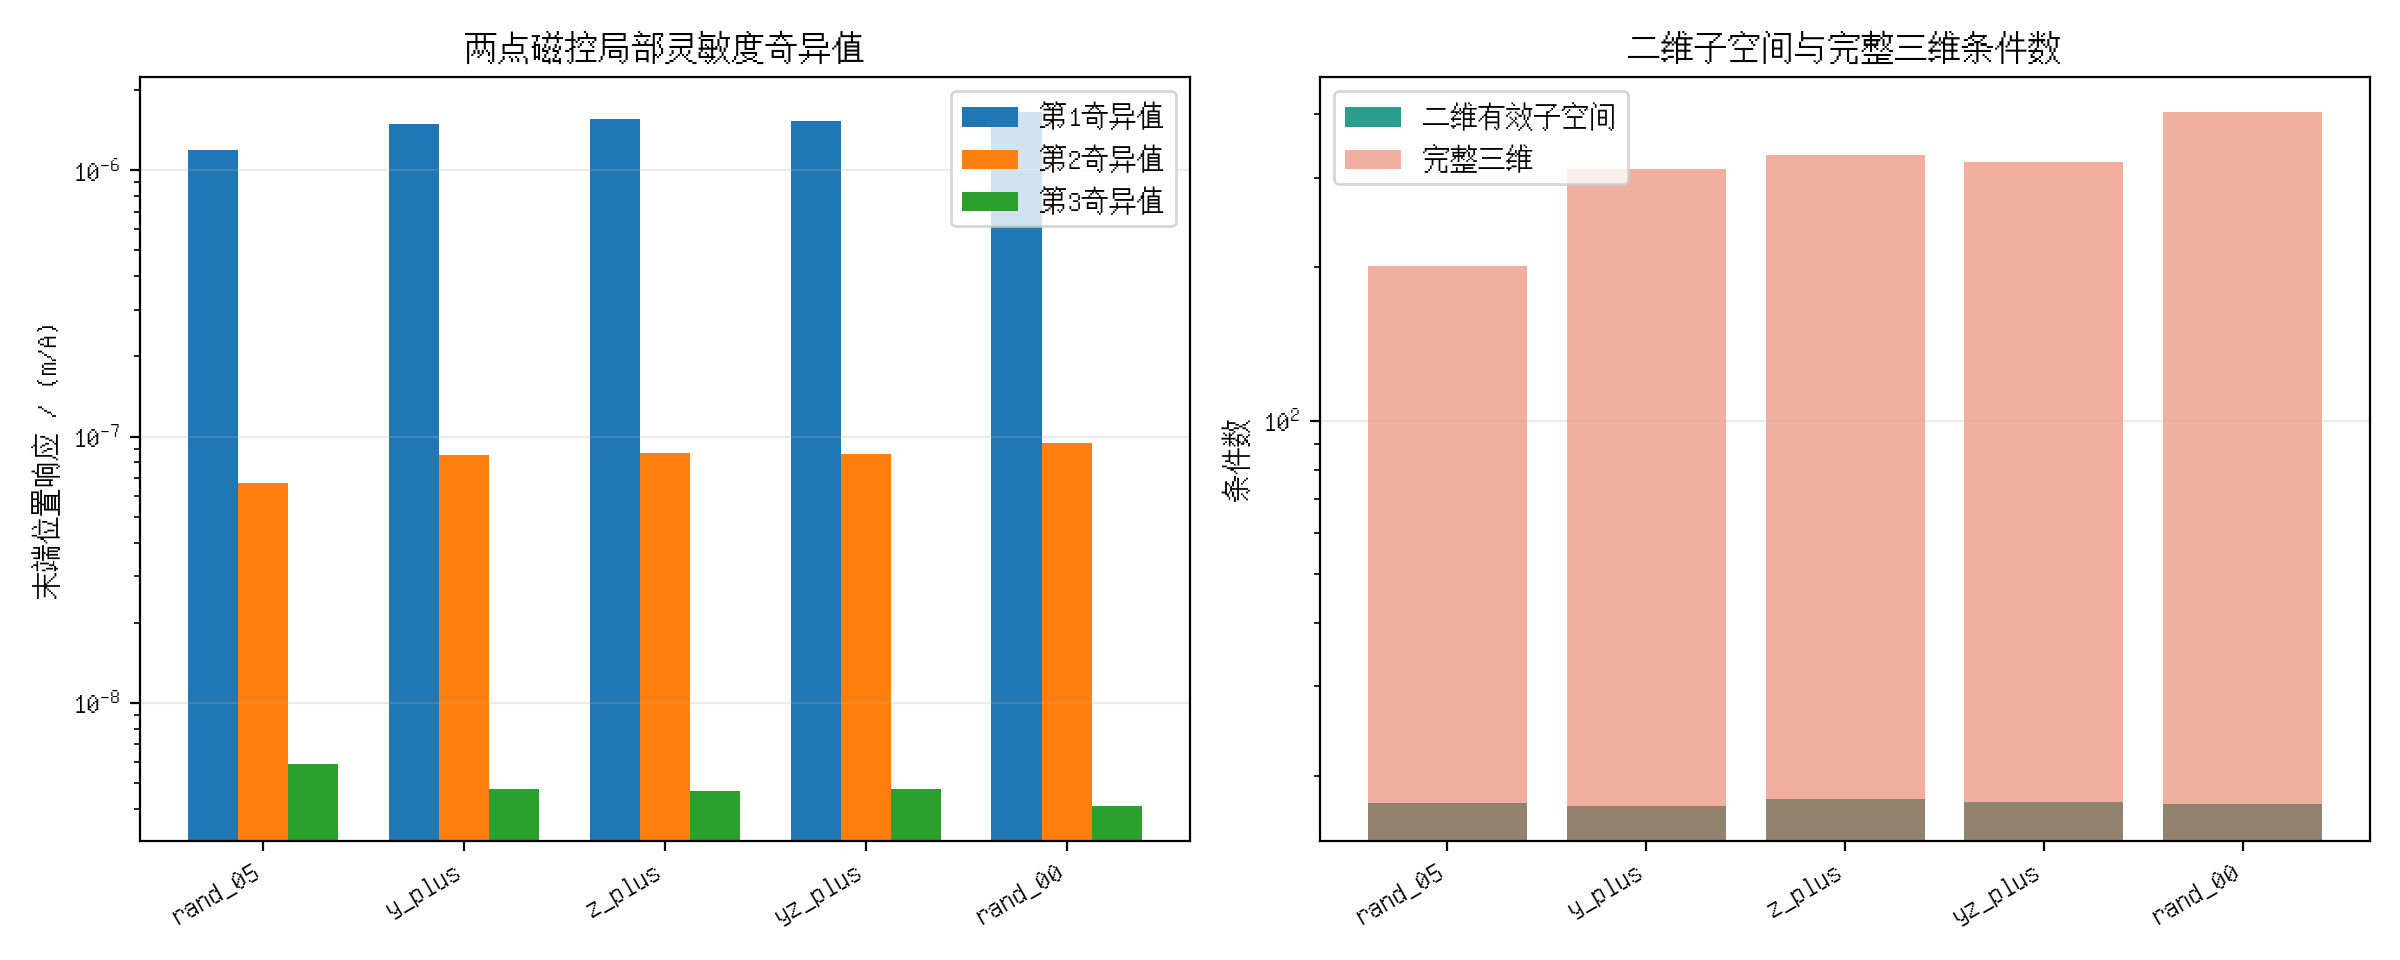 两点磁控局部灵敏度奇异值
末端位置响应 / (m/A)
10⁻⁶
10⁻⁷
10⁻⁸
第1奇异值
第2奇异值
第3奇异值
rand_05
y_plus
z_plus
yz_plus
rand_00
二维子空间与完整三维条件数
条件数
10²
二维有效子空间
完整三维
rand_05
y_plus
z_plus
yz_plus
rand_00